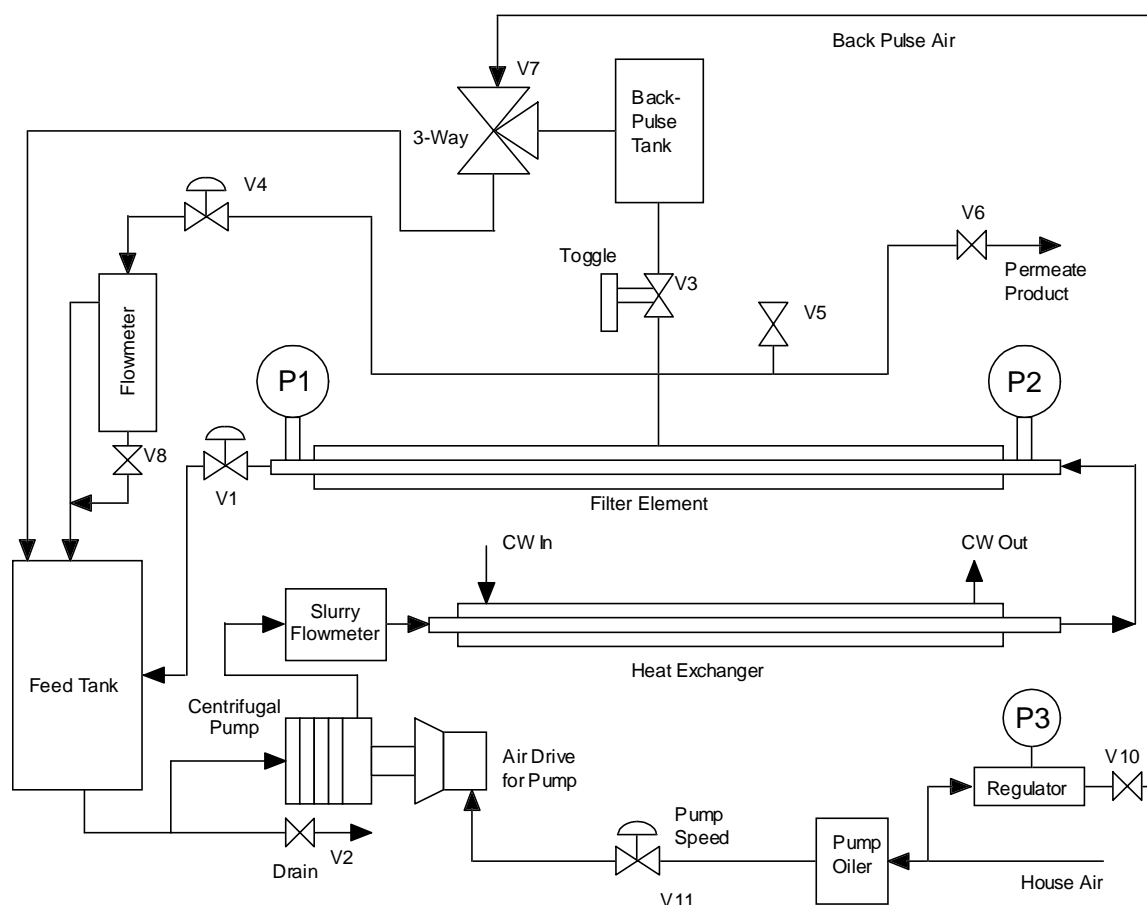 Back Pulse Air
V7
3-Way
Back-
Pulse
Tank
V4
V6
Permeate
Product
Toggle
V3
V5
Flowmeter
P1
P2
V8
V1
Filter Element
CW In
CW Out
Slurry
Flowmeter
Heat Exchanger
Feed Tank
Centrifugal
Pump
Air Drive
for Pump
P3
V10
Regulator
Pump
Speed
V11
Pump
Oiler
House Air
V2
Drain